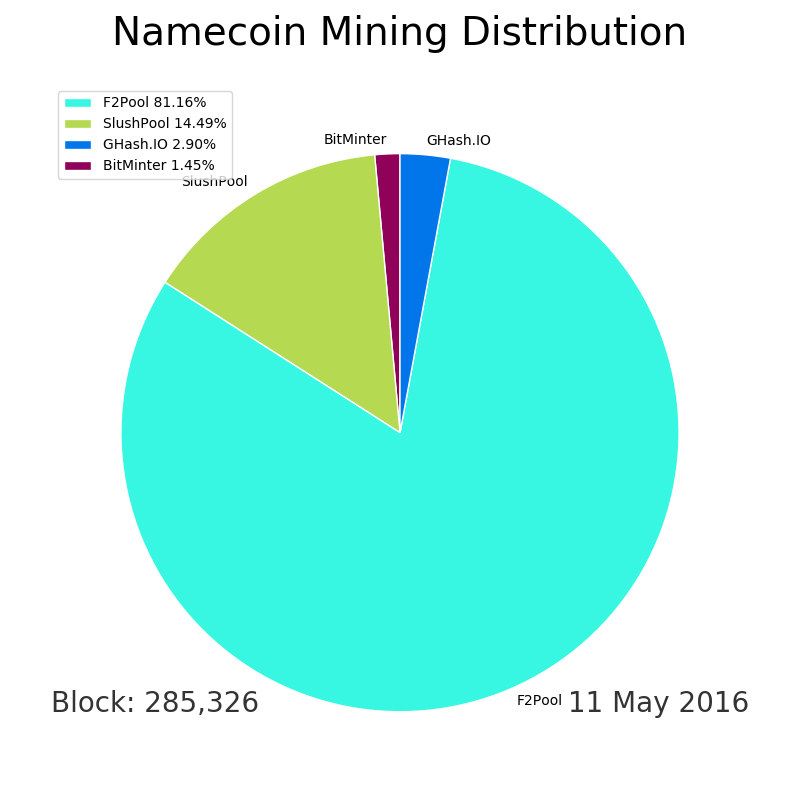 Namecoin Mining Distribution
F2Pool 81.16%
SlushPool 14.49%
GHash.IO 2.90%
BitMinter 1.45%
BitMinter
GHash.IO
SlushPool
F2Pool
Block: 285,326
11 May 2016